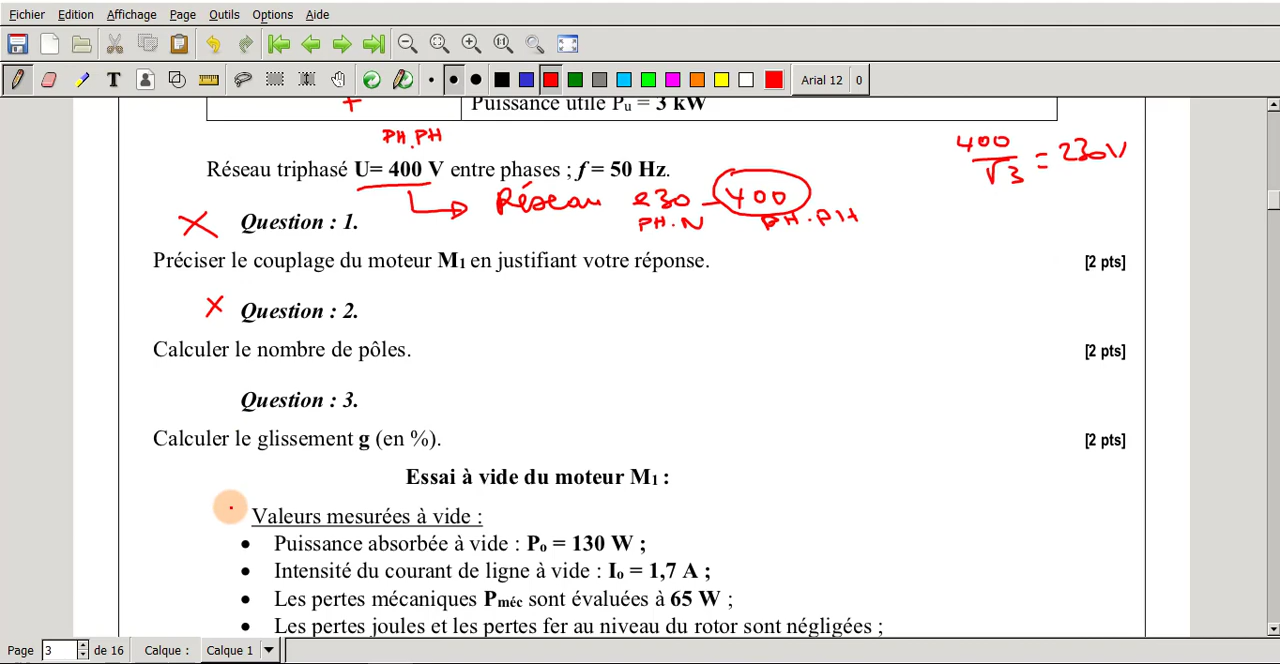 Fichier Edition Affichage Page Outils Options Aide
Arial 12 0
+ Puissance utile Pu = 3 kW
PH.PH
400
√3 = 230V
Réseau triphasé U= 400 V entre phases ; f = 50 Hz.
Réseau 230 - 400
PH.N PH.PH
Question : 1.
Préciser le couplage du moteur M1 en justifiant votre réponse. [2 pts]
Question : 2.
Calculer le nombre de pôles. [2 pts]
Question : 3.
Calculer le glissement g (en %). [2 pts]
Essai à vide du moteur M1 :
Valeurs mesurées à vide :
• Puissance absorbée à vide : Po = 130 W ;
• Intensité du courant de ligne à vide : Io = 1,7 A ;
• Les pertes mécaniques Pméc sont évaluées à 65 W ;
• Les pertes joules et les pertes fer au niveau du rotor sont négligées ;
Page 3 de 16 Calque : Calque 1